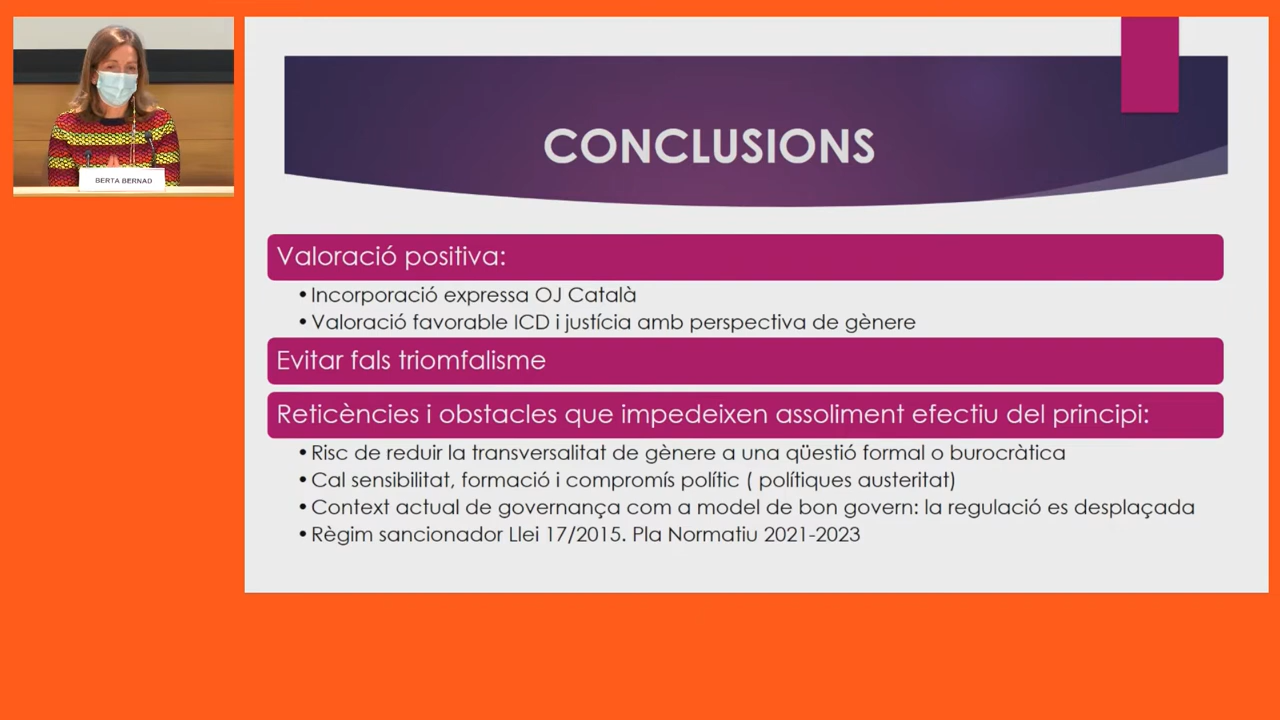 BERTA BERNAD
CONCLUSIONS
Valoració positiva:
•Incorporació expressa OJ Català
•Valoració favorable ICD i justícia amb perspectiva de gènere
Evitar fals triomfalisme
Reticències i obstacles que impedeixen assoliment efectiu del principi:
•Risc de reduir la transversalitat de gènere a una qüestió formal o burocràtica
•Cal sensibilitat, formació i compromís polític ( polítiques austeritat)
•Context actual de governança com a model de bon govern: la regulació es desplaçada
•Règim sancionador Llei 17/2015. Pla Normatiu 2021-2023